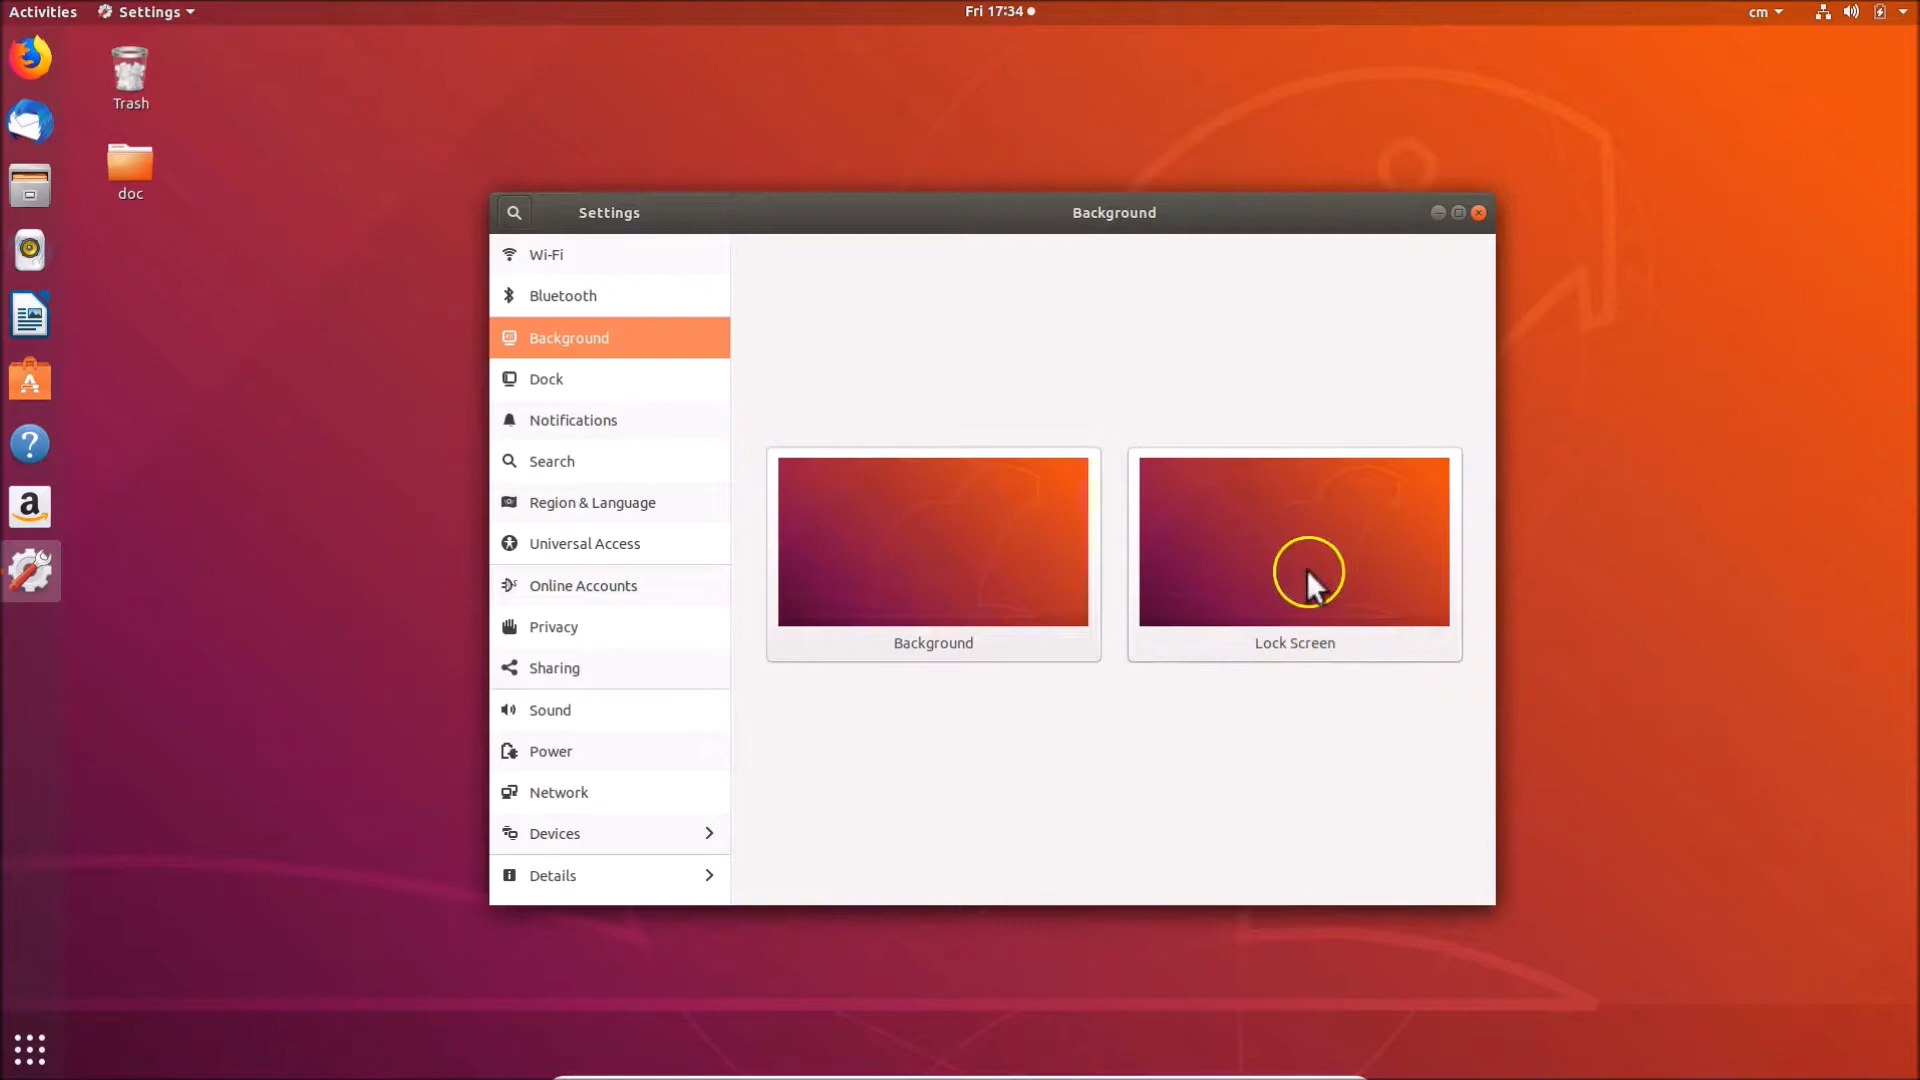 Activities
Settings
Fri 17:34
cm
Trash
doc
Settings
Background
Wi-Fi
Bluetooth
Background
Dock
Notifications
Search
Region & Language
Universal Access
Online Accounts
Privacy
Sharing
Sound
Power
Network
Devices
Details
Background
Lock Screen